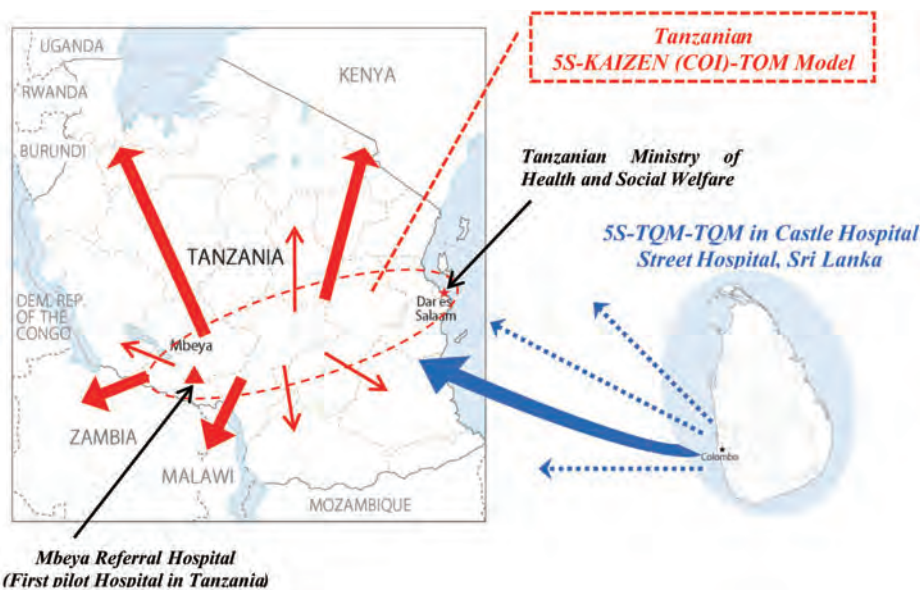 UGANDA
KENYA
RWANDA
BURUNDI
TANZANIA
DEM. REP.
OF THE
CONGO
Mbeya
Dar es
Salaam
ZAMBIA
MALAWI
MOZAMBIQUE
Tanzanian
5S-KAIZEN (COI)-TOM Model
Tanzanian Ministry of
Health and Social Welfare
5S-TQM-TQM in Castle Hospital
Street Hospital, Sri Lanka
Colombo
Mbeya Referral Hospital
(First pilot Hospital in Tanzania)